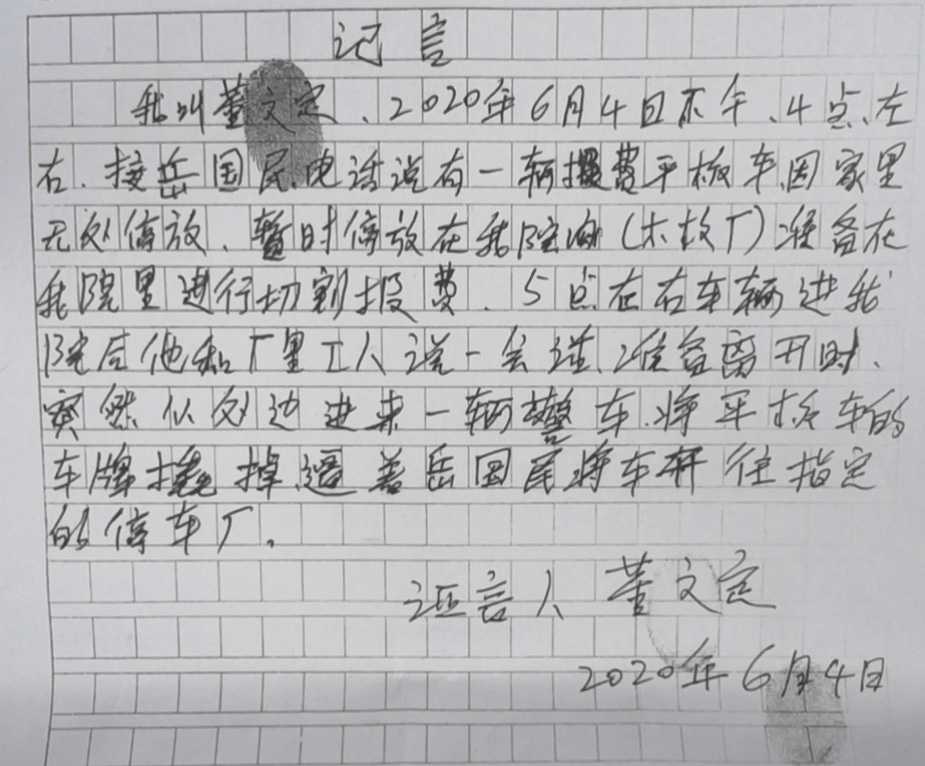 记言
我叫董文定、2020年6月4日下午、4点左
右、接岳国民电话说有一辆报费平板车因家里
无处停放、暂时停放在我院内(木材厂)准备在
我院里进行切割报费、5点左右车辆进我
院后他和厂里工人说一会话、准备离开时、
突然从外边进来一辆警车将平板车的
车牌撬掉逼着岳国民将车开往指定
的停车厂。
证言人 董文定
2020年6月4日